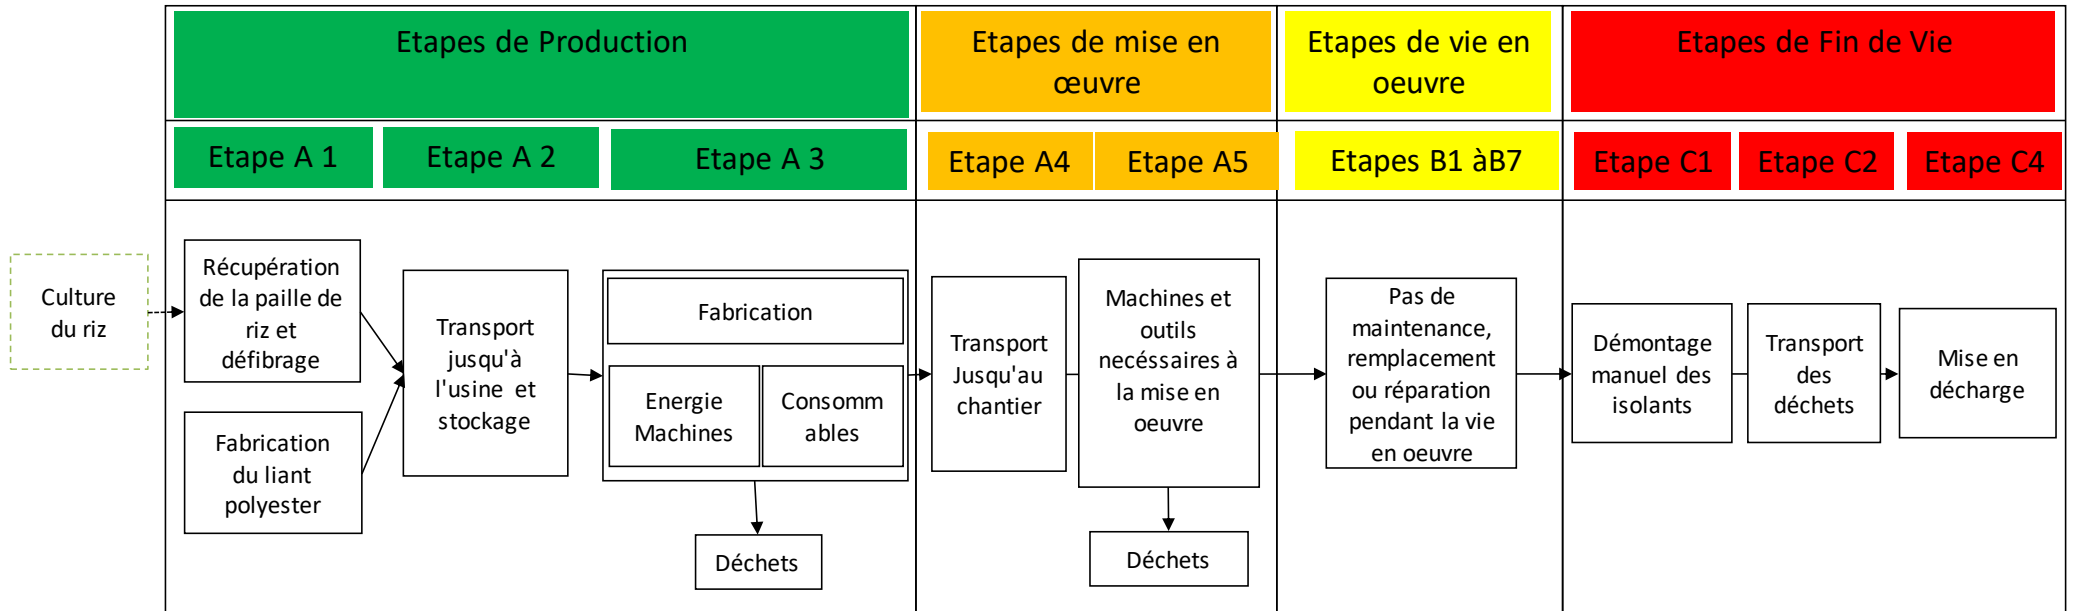 Etapes de Production
Etapes de mise en
œuvre
Etapes de vie en
oeuvre
Etapes de Fin de Vie
Etape A 1
Etape A 2
Etape A 3
Etape A4
Etape A5
Etapes B1 àB7
Etape C1
Etape C2
Etape C4
Culture
du riz
Récupération
de la paille de
riz et
défibrage
Fabrication
du liant
polyester
Transport
jusqu'à
l'usine et
stockage
Fabrication
Energie
Machines
Consomm
ables
Déchets
Transport
Jusqu'au
chantier
Machines et
outils
necéssaires à
la mise en
oeuvre
Déchets
Pas de
maintenance,
remplacement
ou réparation
pendant la vie
en oeuvre
Démontage
manuel des
isolants
Transport
des
déchets
Mise en
décharge